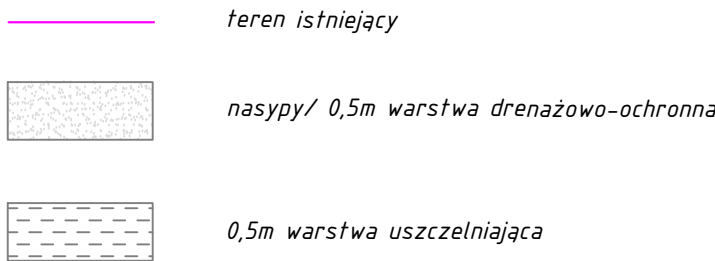 teren istniejący
nasypy/ 0,5m warstwa drenażowo-ochronna
0,5m warstwa uszczelniająca